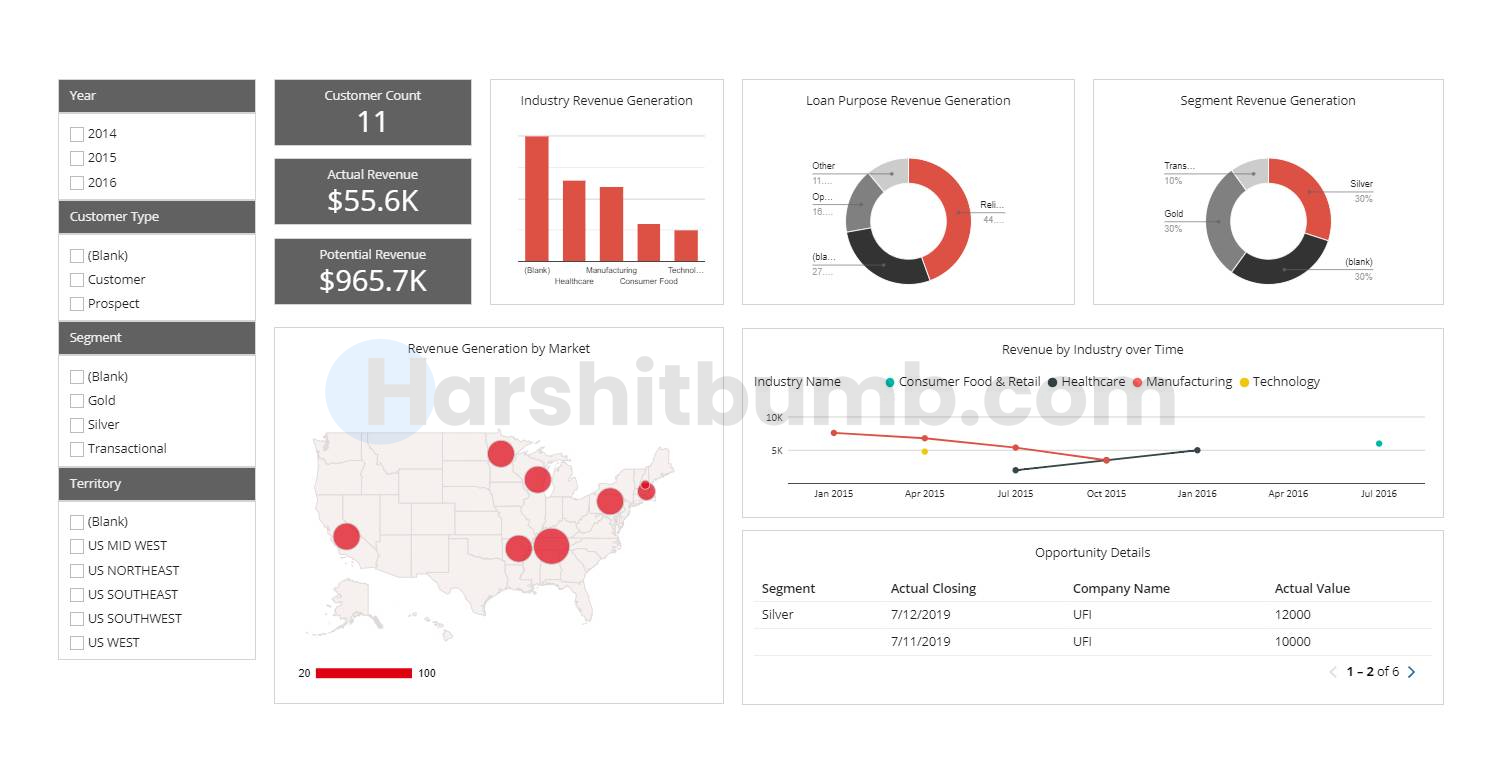 Year
2014
2015
2016
Customer Type
(Blank)
Customer
Prospect
Segment
(Blank)
Gold
Silver
Transactional
Territory
(Blank)
US MID WEST
US NORTHEAST
US SOUTHEAST
US SOUTHWEST
US WEST
Customer Count
11
Actual Revenue
$55.6K
Potential Revenue
$965.7K
Industry Revenue Generation
(Blank) Manufacturing Technol...
Healthcare Consumer Food
Loan Purpose Revenue Generation
Other
11....
Op...
16....
(bla...
27....
Reli...
44....
Segment Revenue Generation
Trans...
10%
Gold
30%
Silver
30%
(blank)
30%
Revenue Generation by Market
20 100
Harshitbumb.com
Revenue by Industry over Time
Industry Name Consumer Food & Retail Healthcare Manufacturing Technology
10K
5K
Jan 2015 Apr 2015 Jul 2015 Oct 2015 Jan 2016 Apr 2016 Jul 2016
Opportunity Details
Segment Actual Closing Company Name Actual Value
Silver 7/12/2019 UFI 12000
7/11/2019 UFI 10000
1 – 2 of 6